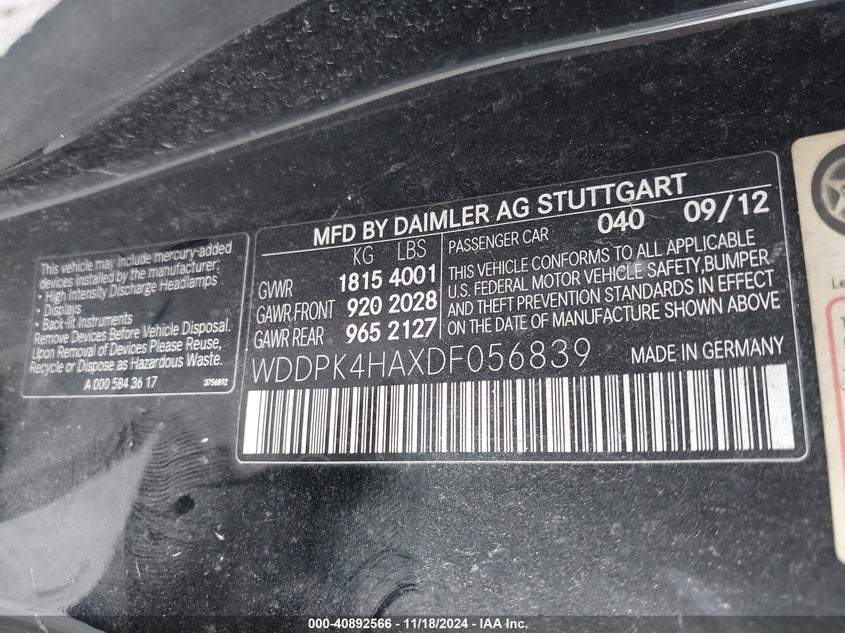 This vehicle may include mercury-added
devices installed by the manufacturer:
• High Intensity Discharge Headlamps
• Displays
• Back-lit Instruments
Remove Devices Before Vehicle Disposal.
Upon Removal of Devices Please Reuse,
Recycle or Dispose as Hazardous Waste.
A 000 584 36 17
3756892
MFD BY DAIMLER AG STUTTGART
KG LBS
GVWR 1815 4001
GAWR FRONT 920 2028
GAWR REAR 965 2127
PASSENGER CAR 040 09/12
THIS VEHICLE CONFORMS TO ALL APPLICABLE
U.S. FEDERAL MOTOR VEHICLE SAFETY,BUMPER
AND THEFT PREVENTION STANDARDS IN EFFECT
ON THE DATE OF MANUFACTURE SHOWN ABOVE
WDDPK4HAXDF056839 MADE IN GERMANY
000-40892566 - 11/18/2024 - IAA Inc.